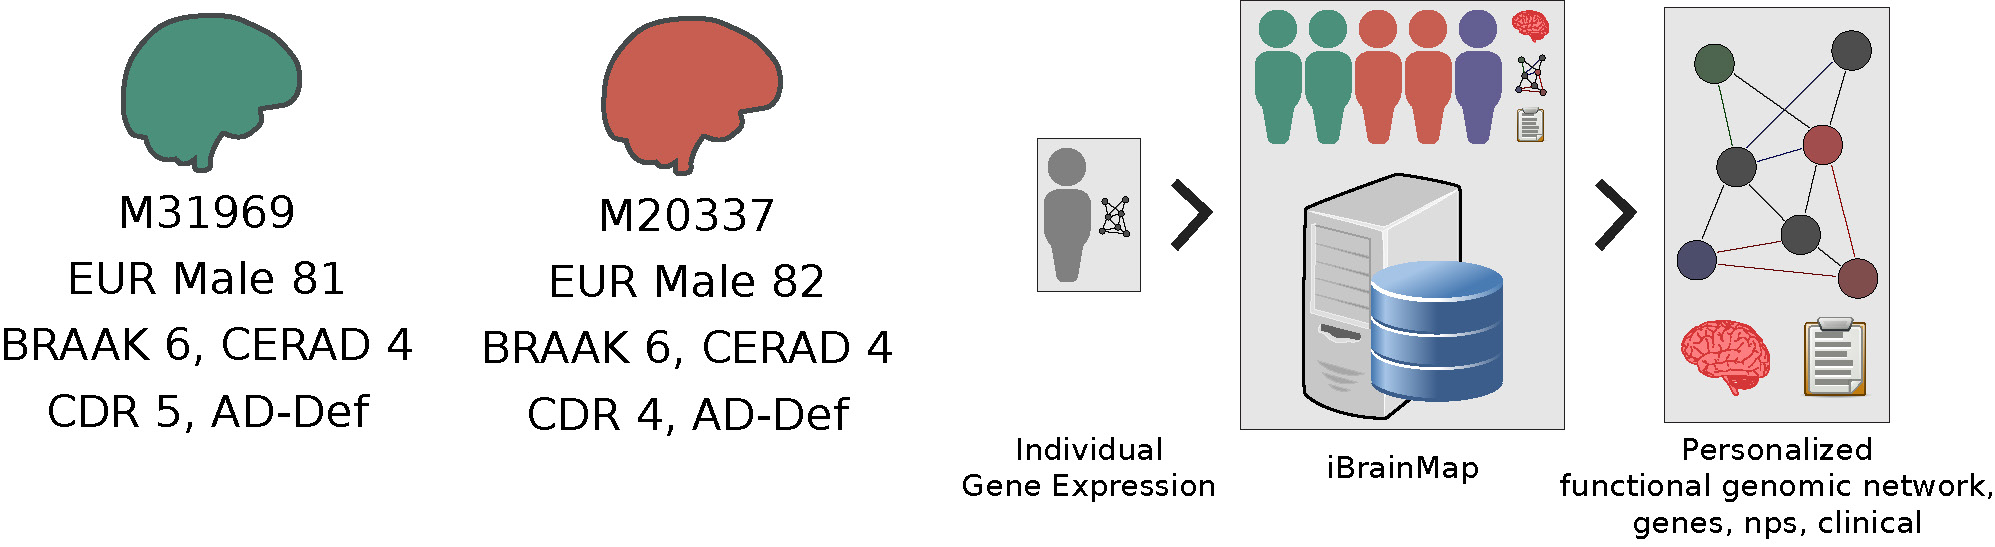 M31969
EUR Male 81
BRAAK 6, CERAD 4
CDR 5, AD-Def
M20337
EUR Male 82
BRAAK 6, CERAD 4
CDR 4, AD-Def
Individual
Gene Expression
iBrainMap
Personalized
functional genomic network,
genes, nps, clinical